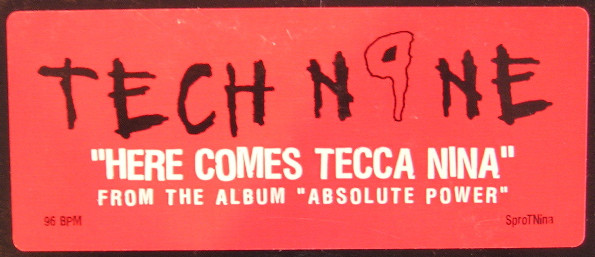 TECH N9NE
"HERE COMES TECCA NINA"
FROM THE ALBUM "ABSOLUTE POWER"
96 BPM
SproTNina